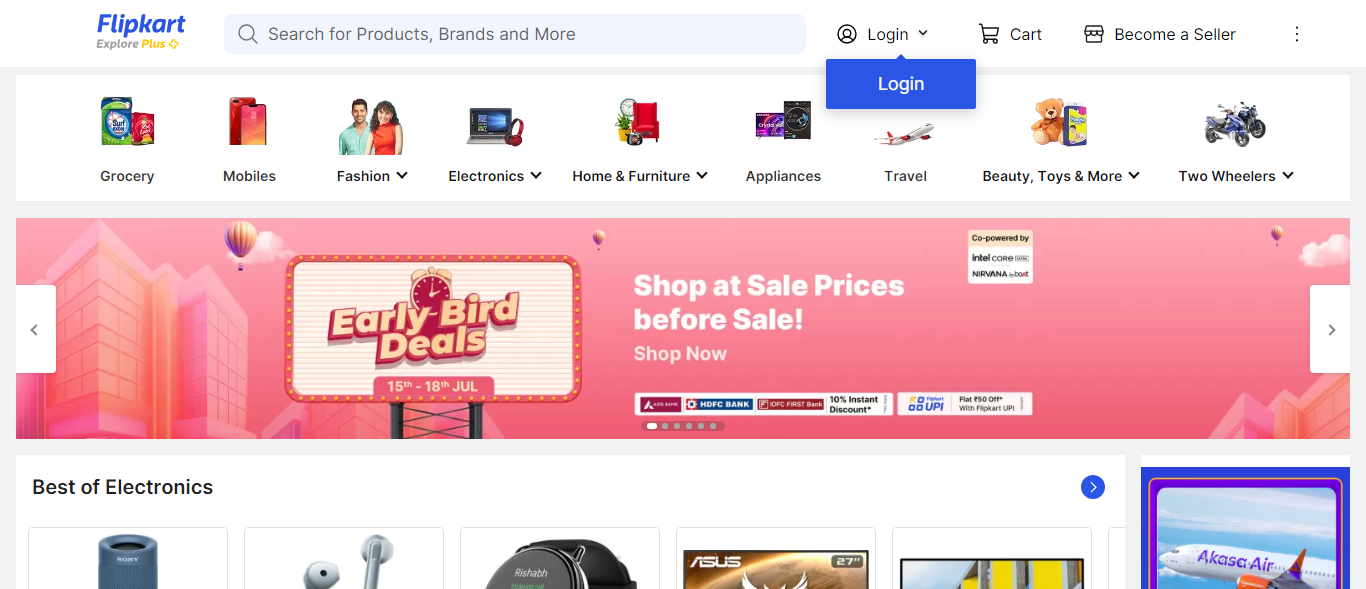 Flipkart
Explore Plus
Search for Products, Brands and More
Login
Cart
Become a Seller
Login
Surf excel
Grocery
Mobiles
Fashion
Electronics
Home & Furniture
Appliances
Travel
Beauty, Toys & More
Two Wheelers
Early-Bird
Deals
15th - 18th JUL
Shop at Sale Prices
before Sale!
Shop Now
Co-powered by
intel core ULTRA
NIRVANA by boAt
AXIS BANK
HDFC BANK
IDFC FIRST Bank
10% Instant
Discount*
Flipkart
UPI
Flat ₹50 Off*
With Flipkart UPI
Best of Electronics
SONY
Rishabh
ASUS
27"
Akasa Air